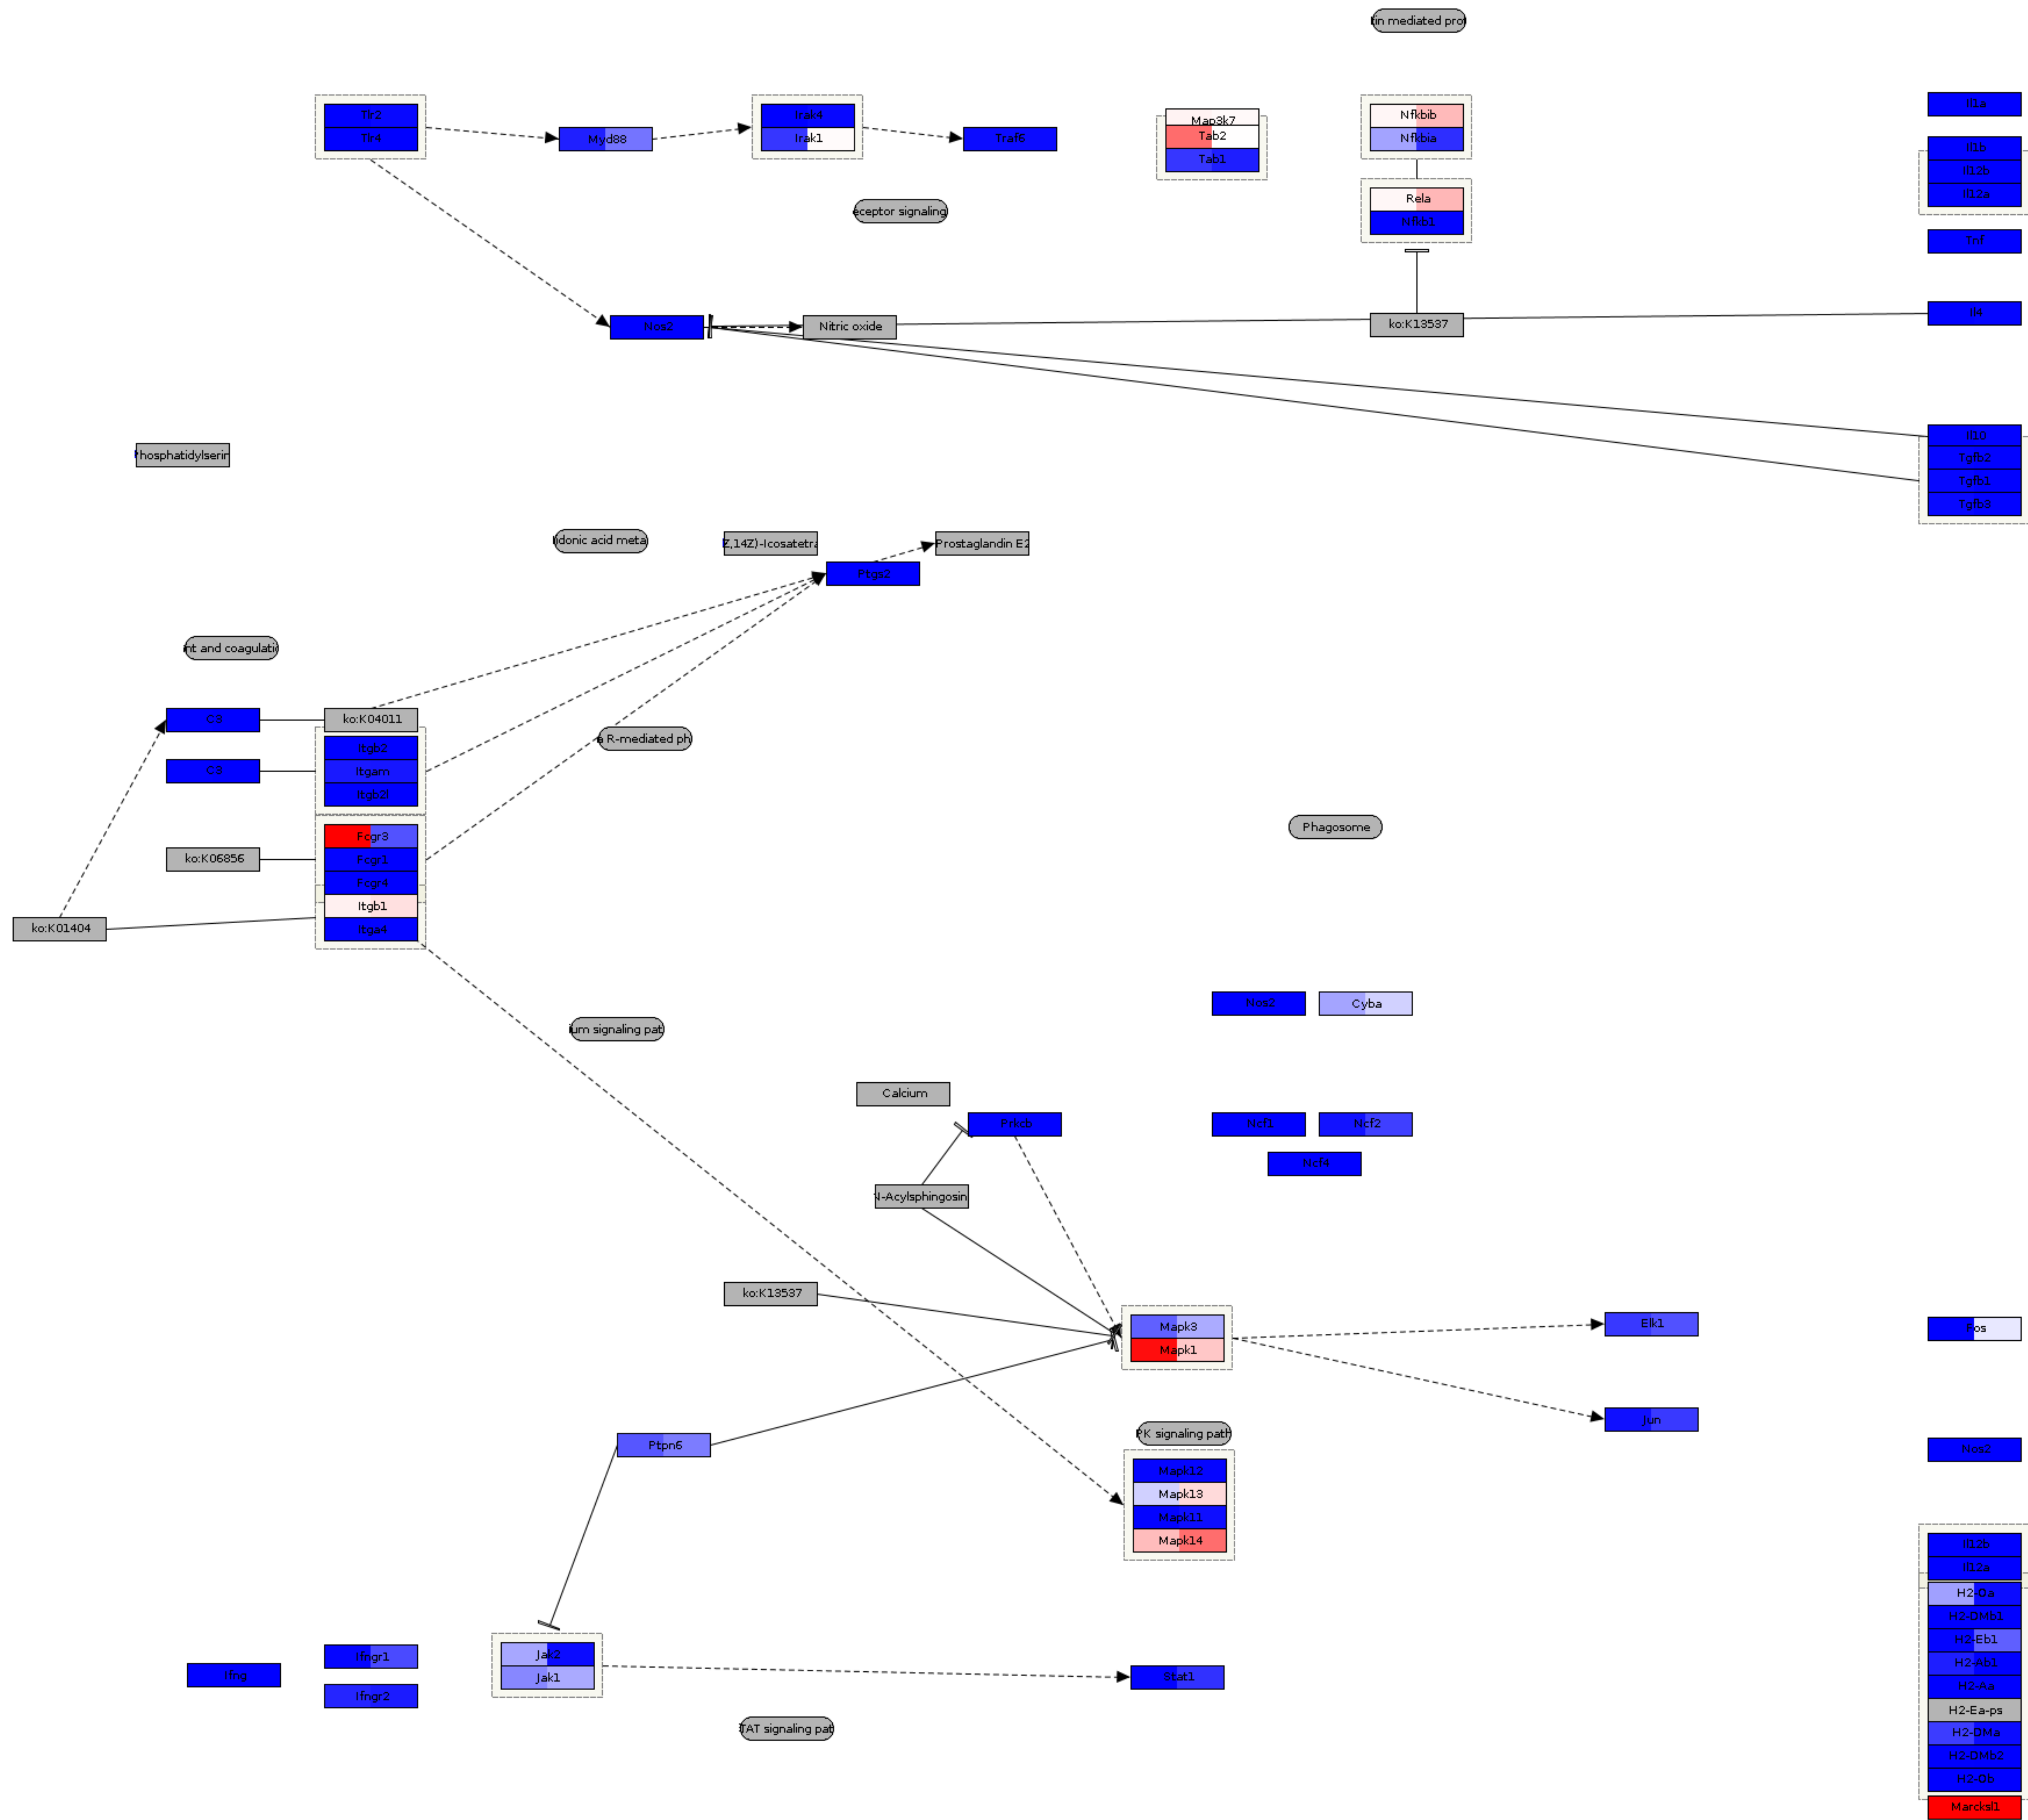 tin mediated prot
Il1a
Tlr2
Tlr4
Myd88
Irak4
Irak1
Traf6
Map3k7
Tab2
Tab1
Nfkbib
Nfkbia
Il1b
Il12b
Il12a
Rela
Nfkb1
eceptor signaling
Tnf
Nos2
Nitric oxide
ko:K13537
Il4
Phosphatidylserin
Il10
Tgfb2
Tgfb1
Tgfb3
idonic acid meta
Z,14Z)-Icosatetra
Prostaglandin E2
Ptgs2
nt and coagulatio
C3
ko:K04011
a R-mediated ph
Itgb2
Itgam
Itgb2l
C3
Phagosome
Fcgr3
Fcgr1
Fcgr4
ko:K06856
Itgb1
Itga4
ko:K01404
Nos2
Cyba
ium signaling pat
Calcium
Prkcb
Ncf1
Ncf2
Ncf4
N-Acylsphingosin
ko:K13537
Mapk3
Mapk1
Elk1
Fos
Jun
PK signaling path
Ptpn6
Nos2
Mapk12
Mapk13
Mapk11
Mapk14
Il12b
Il12a
H2-Oa
H2-DMb1
H2-Eb1
H2-Ab1
H2-Aa
H2-Ea-ps
H2-DMa
H2-DMb2
H2-Ob
Marcksl1
Ifng
Ifngr1
Ifngr2
Jak2
Jak1
Stat1
TAT signaling pat